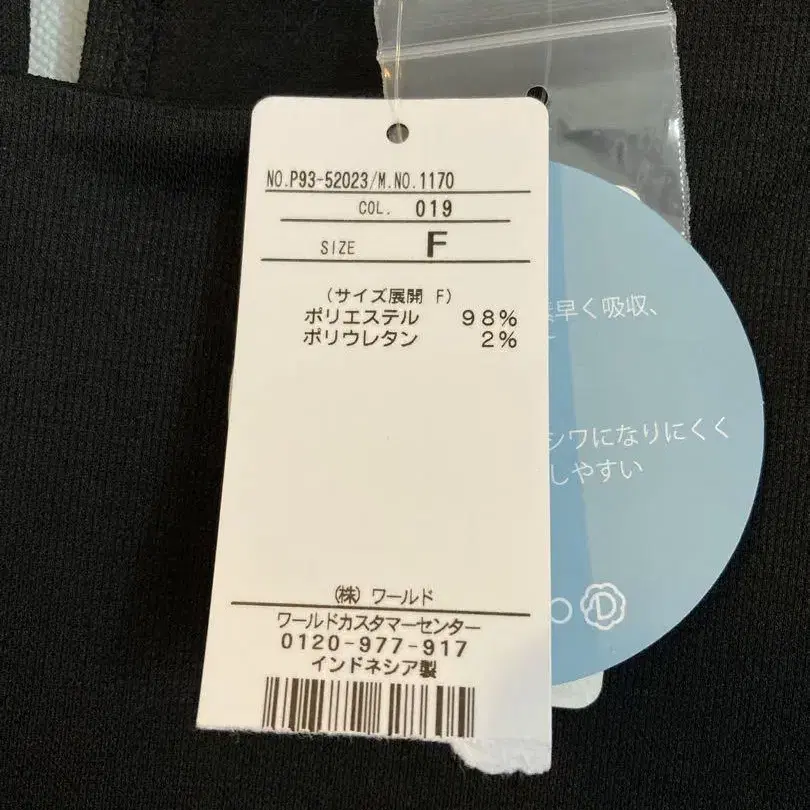 NO.P93-52023/M.NO.1170
COL. 019
SIZE F
(サイズ展開 F)
ポリエステル 98%
ポリウレタン 2%
(株) ワールド
ワールドカスタマーセンター
0120-977-917
インドネシア製
早く吸収、
シワになりにくく
しやすい